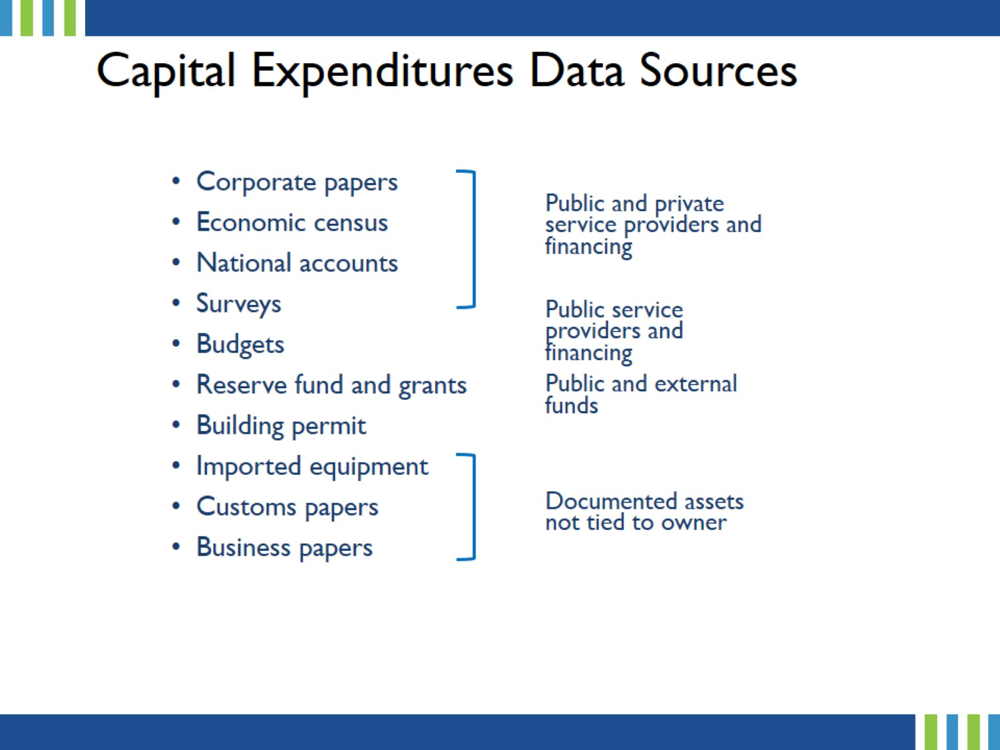 Capital Expenditures Data Sources
• Corporate papers
• Economic census
• National accounts
• Surveys
• Budgets
• Reserve fund and grants
• Building permit
• Imported equipment
• Customs papers
• Business papers
Public and private
service providers and
financing
Public service
providers and
financing
Public and external
funds
Documented assets
not tied to owner